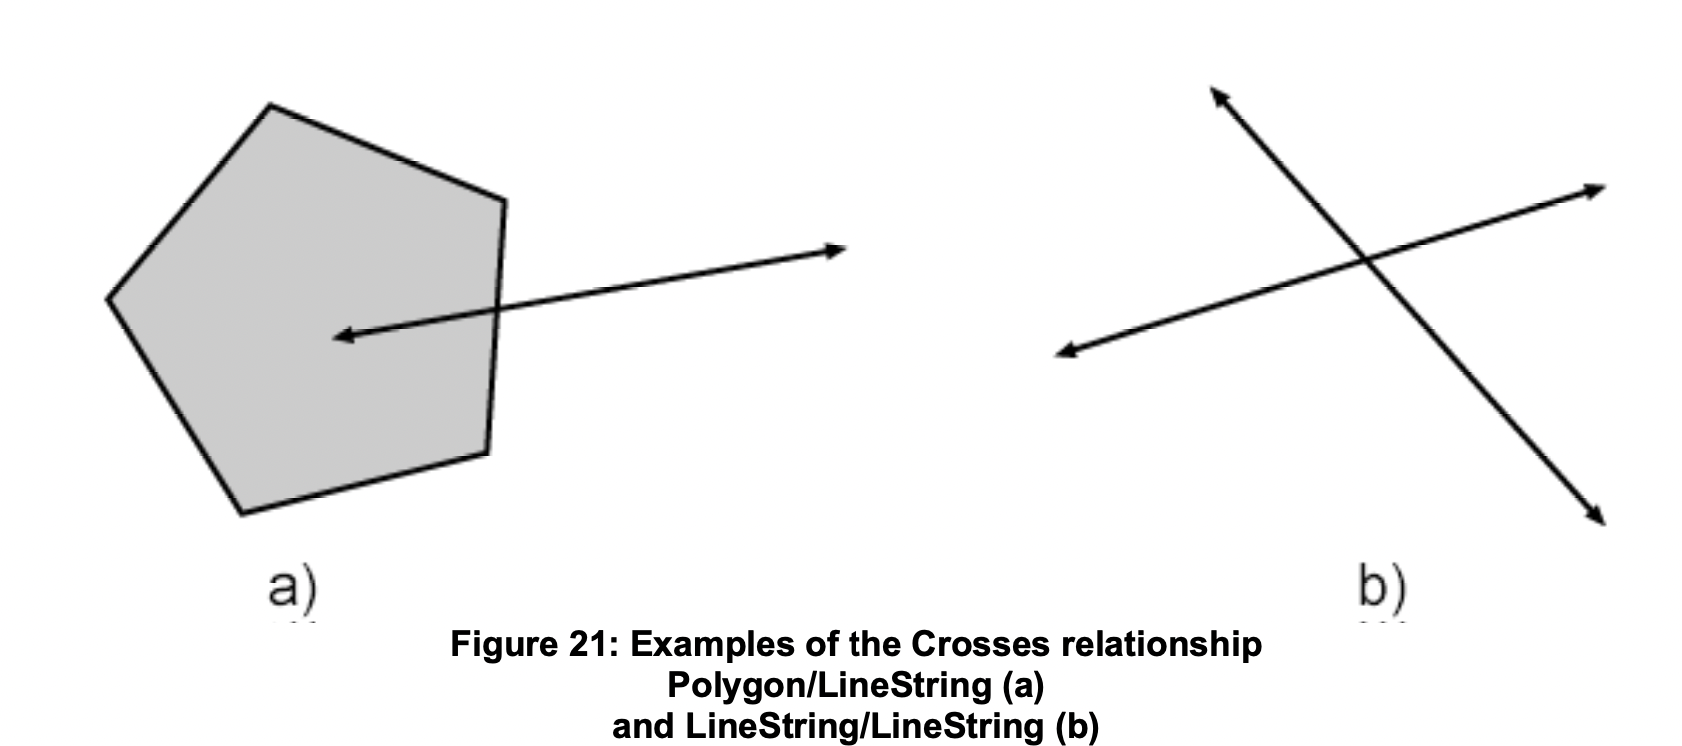 a)
b)
Figure 21: Examples of the Crosses relationship
Polygon/LineString (a)
and LineString/LineString (b)